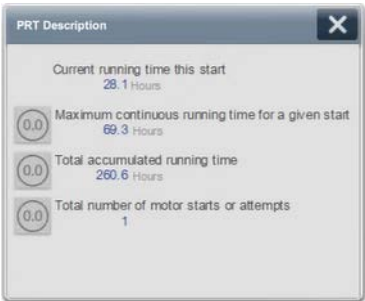 PRT Description
X
Current running time this start
28.1 Hours
0.0
Maximum continuous running time for a given start
69.3 Hours
0.0
Total accumulated running time
260.6 Hours
0.0
Total number of motor starts or attempts
1